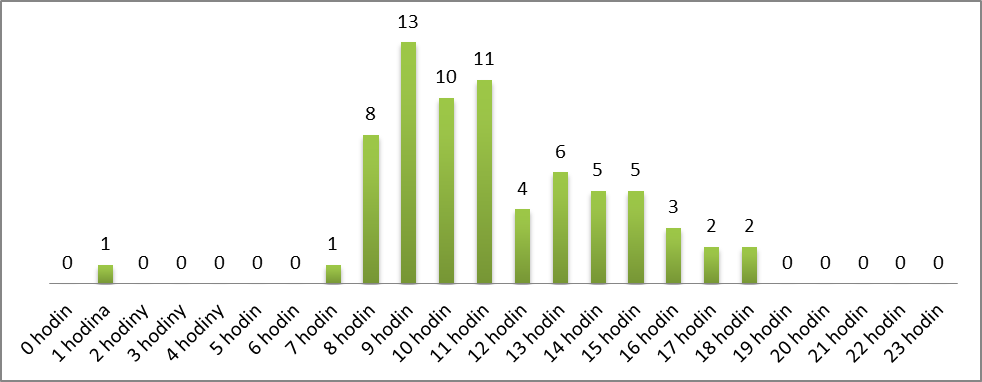 0 1 0 0 0 0 0 1 8 13 10 11 4 6 5 5 3 2 2 0 0 0 0 0
0 hodin
1 hodina
2 hodiny
3 hodiny
4 hodiny
5 hodin
6 hodin
7 hodin
8 hodin
9 hodin
10 hodin
11 hodin
12 hodin
13 hodin
14 hodin
15 hodin
16 hodin
17 hodin
18 hodin
19 hodin
20 hodin
21 hodin
22 hodin
23 hodin